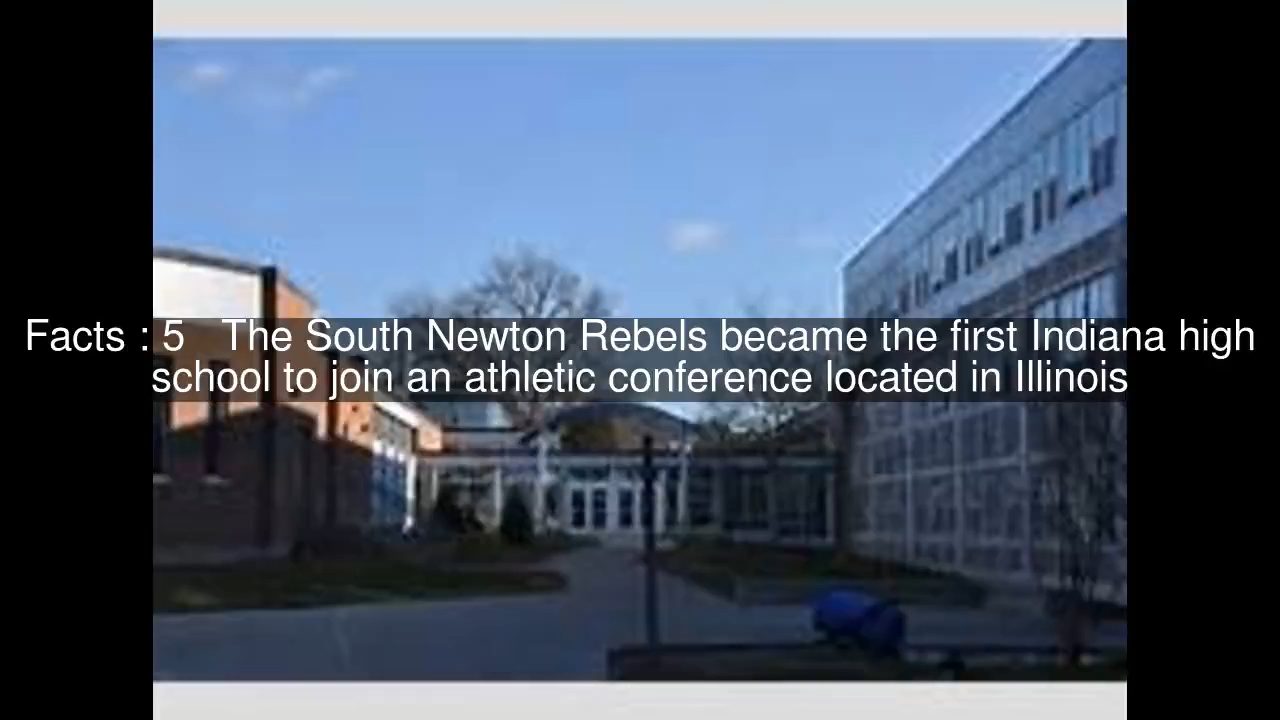 Facts : 5 The South Newton Rebels became the first Indiana high
school to join an athletic conference located in Illinois